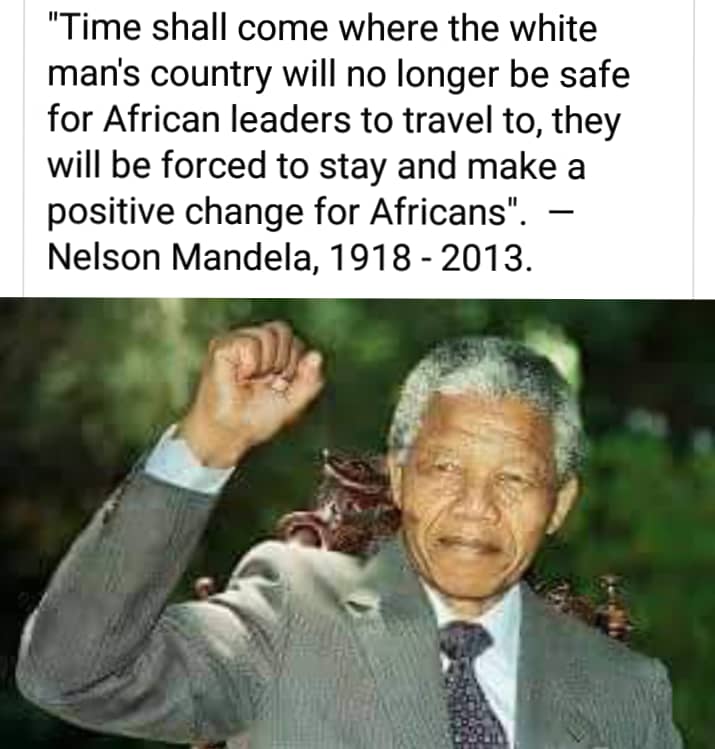 "Time shall come where the white
man's country will no longer be safe
for African leaders to travel to, they
will be forced to stay and make a
positive change for Africans". —
Nelson Mandela, 1918 - 2013.